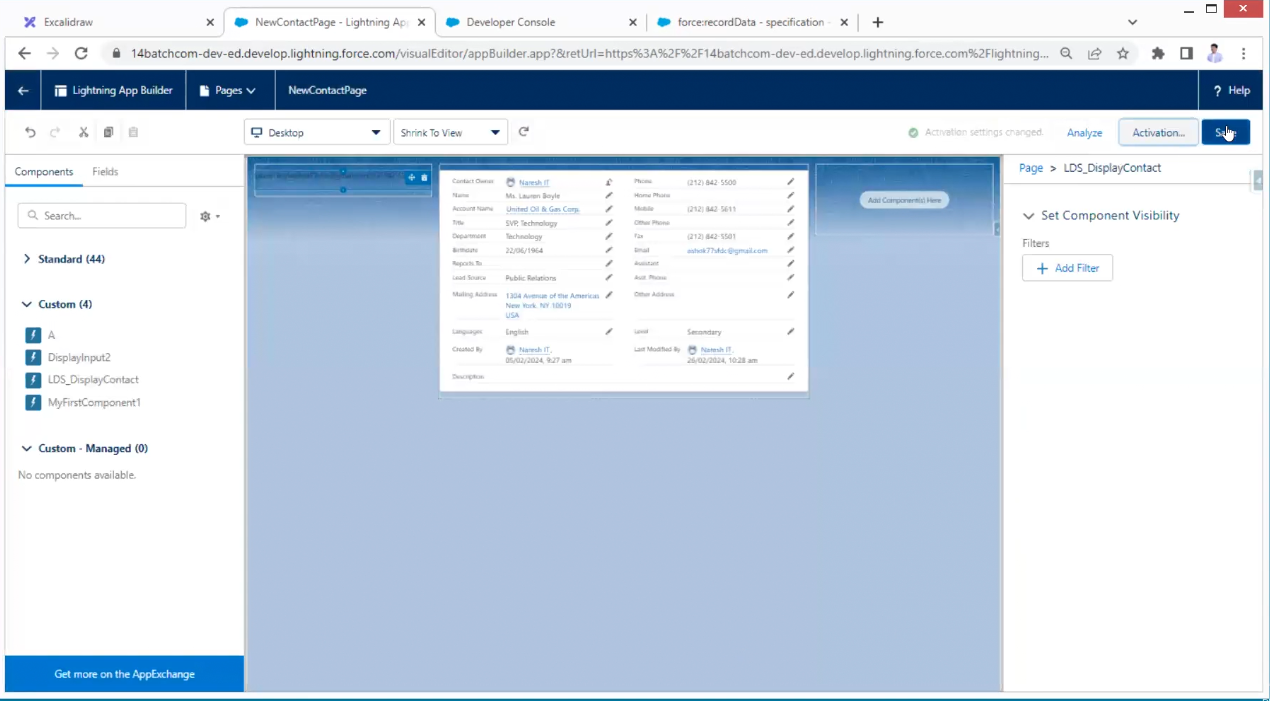 Excalidraw
NewContactPage - Lightning Ap
Developer Console
force:recordData - specification -
14batchcom-dev-ed.develop.lightning.force.com/visualEditor/appBuilder.app?&retUrl=https%3A%2F%2F14batchcom-dev-ed.develop.lightning.force.com%2Flightning...
Lightning App Builder
Pages
NewContactPage
? Help
Desktop
Shrink To View
Activation settings changed.
Analyze
Activation...
Components
Fields
Page > LDS_DisplayContact
Search...
Set Component Visibility
Filters
+ Add Filter
Standard (44)
Custom (4)
A
DisplayInput2
LDS_DisplayContact
MyFirstComponent1
Custom - Managed (0)
No components available.
Get more on the AppExchange
Contact Owner Naresh IT
Phone (212) 842-5500
Name Ms. Lauren Boyle
Home Phone
Account Name United Oil & Gas Corp.
Mobile (212) 842-5611
Title SVP, Technology
Other Phone
Department Technology
Fax (212) 842-5501
Birthdate 22/06/1964
Email ashok77sfdc@gmail.com
Reports To
Assistant
Lead Source Public Relations
Asst. Phone
Mailing Address 1304 Avenue of the Americas
New York, NY 10019
USA
Other Address
Languages English
Level Secondary
Created By Naresh IT,
05/02/2024, 9:27 am
Last Modified By Naresh IT,
26/02/2024, 10:28 am
Description
Add Component(s) Here